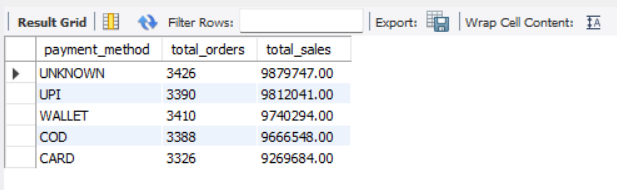 Result Grid Filter Rows: Export: Wrap Cell Content:
payment_method total_orders total_sales
UNKNOWN 3426 9879747.00
UPI 3390 9812041.00
WALLET 3410 9740294.00
COD 3388 9666548.00
CARD 3326 9269684.00